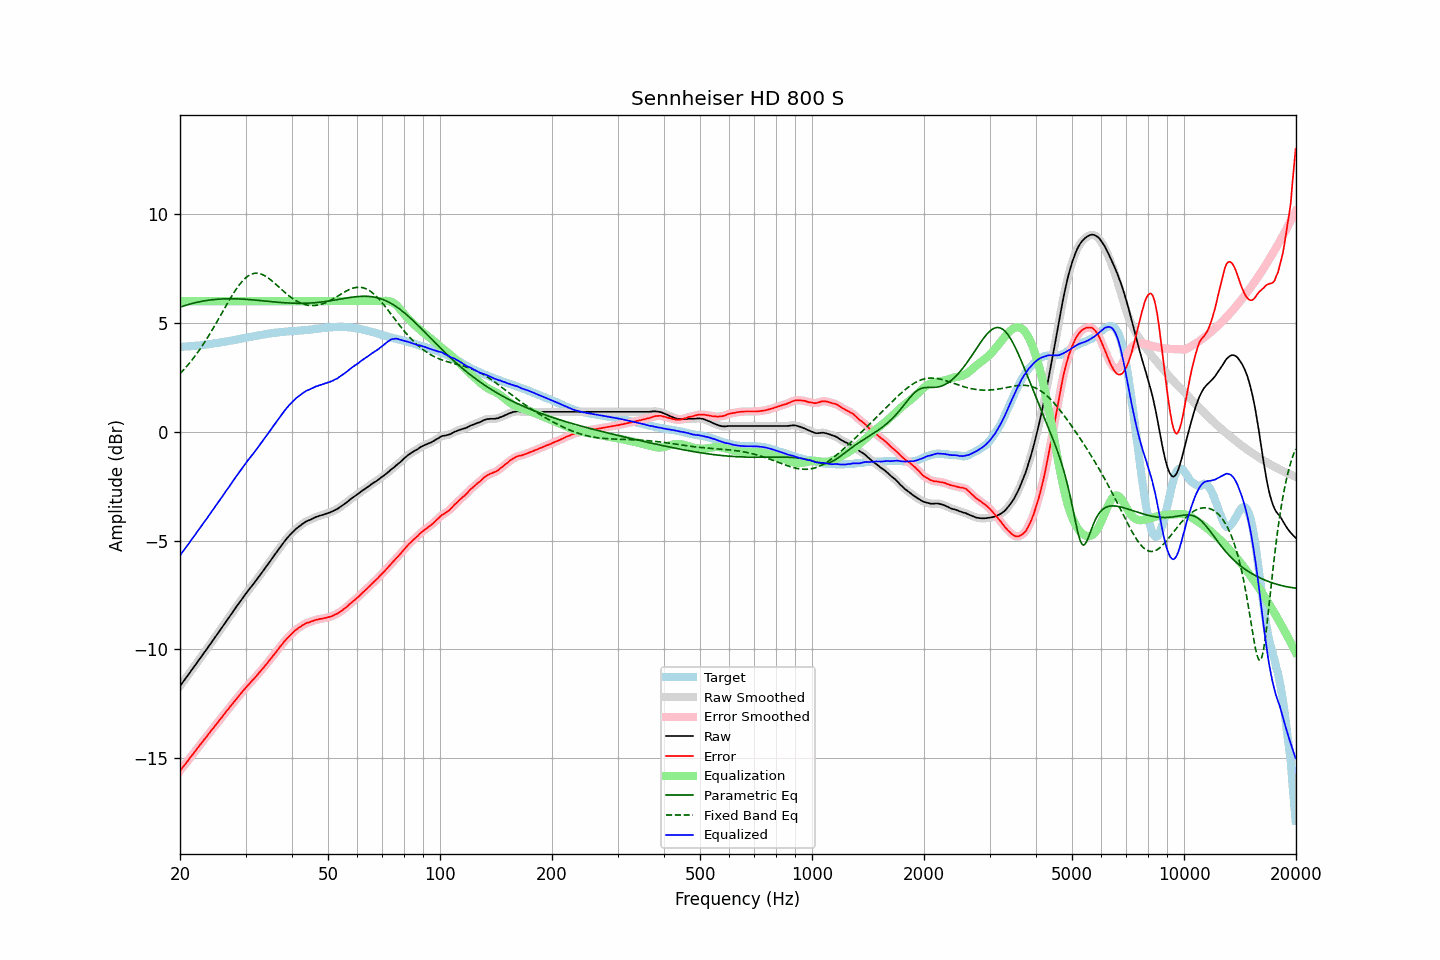 Sennheiser HD 800 S
Amplitude (dBr)
10
5
0
−5
−10
−15
Target
Raw Smoothed
Error Smoothed
Raw
Error
Equalization
Parametric Eq
Fixed Band Eq
Equalized
20 50 100 200 500 1000 2000 5000 10000 20000
Frequency (Hz)